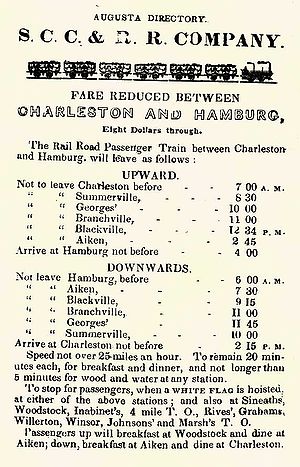 AUGUSTA DIRECTORY.
S. C. C. & R. R. COMPANY.
FARE REDUCED BETWEEN
CHARLESTON AND HAMBURG,
Eight Dollars through.
The Rail Road Passenger Train between Charleston
and Hamburg, will leave as follows:
UPWARD.
Not to leave Charleston before - - 7 00 A. M.
" " Summerville, - - 8 30
" " Georges' - - - 10 00
" " Branchville, - - 11 00
" " Blackville, - - 12 34 P. M.
" " Aiken, - - - 2 45
Arrive at Hamburg not before - - 4 00
DOWNWARDS.
Not leave Hamburg, before - - - 6 00 A. M.
" " Aiken, - - - - 7 30
" " Blackville, - - - 9 15
" " Branchville, - - - 11 00
" " Georges' - - - 11 45
" " Summerville, - - - 10 00
Arrive at Charleston not before - - 2 15 P. M.
Speed not over 25 miles an hour. To remain 20 min-
utes each, for breakfast and dinner, and not longer than
5 minutes for wood and water at any station.
To stop for passengers, when a WHITE FLAG is hoisted,
at either of the above stations; and also at Sineaths,
Woodstock, Inabinet's, 4 mile T. O., Rives', Grahams,
Willerton, Winsor, Johnsons' and Marsh's T. O.
Passengers up will breakfast at Woodstock and dine at
Aiken; down, breakfast at Aiken and dine at Charleston.